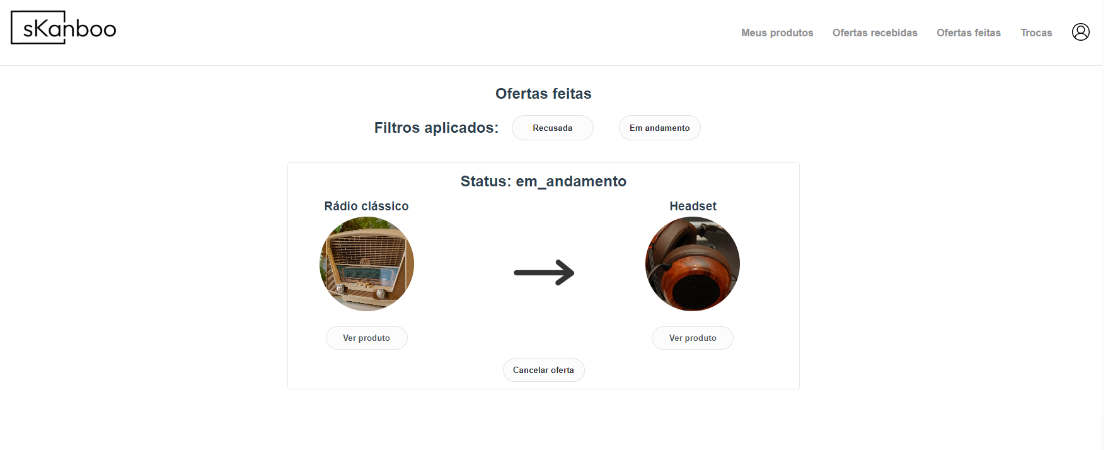 sKanboo
Meus produtos Ofertas recebidas Ofertas feitas Trocas
Ofertas feitas
Filtros aplicados: Recusada Em andamento
Status: em_andamento
Rádio clássico Headset
Ver produto Ver produto
Cancelar oferta